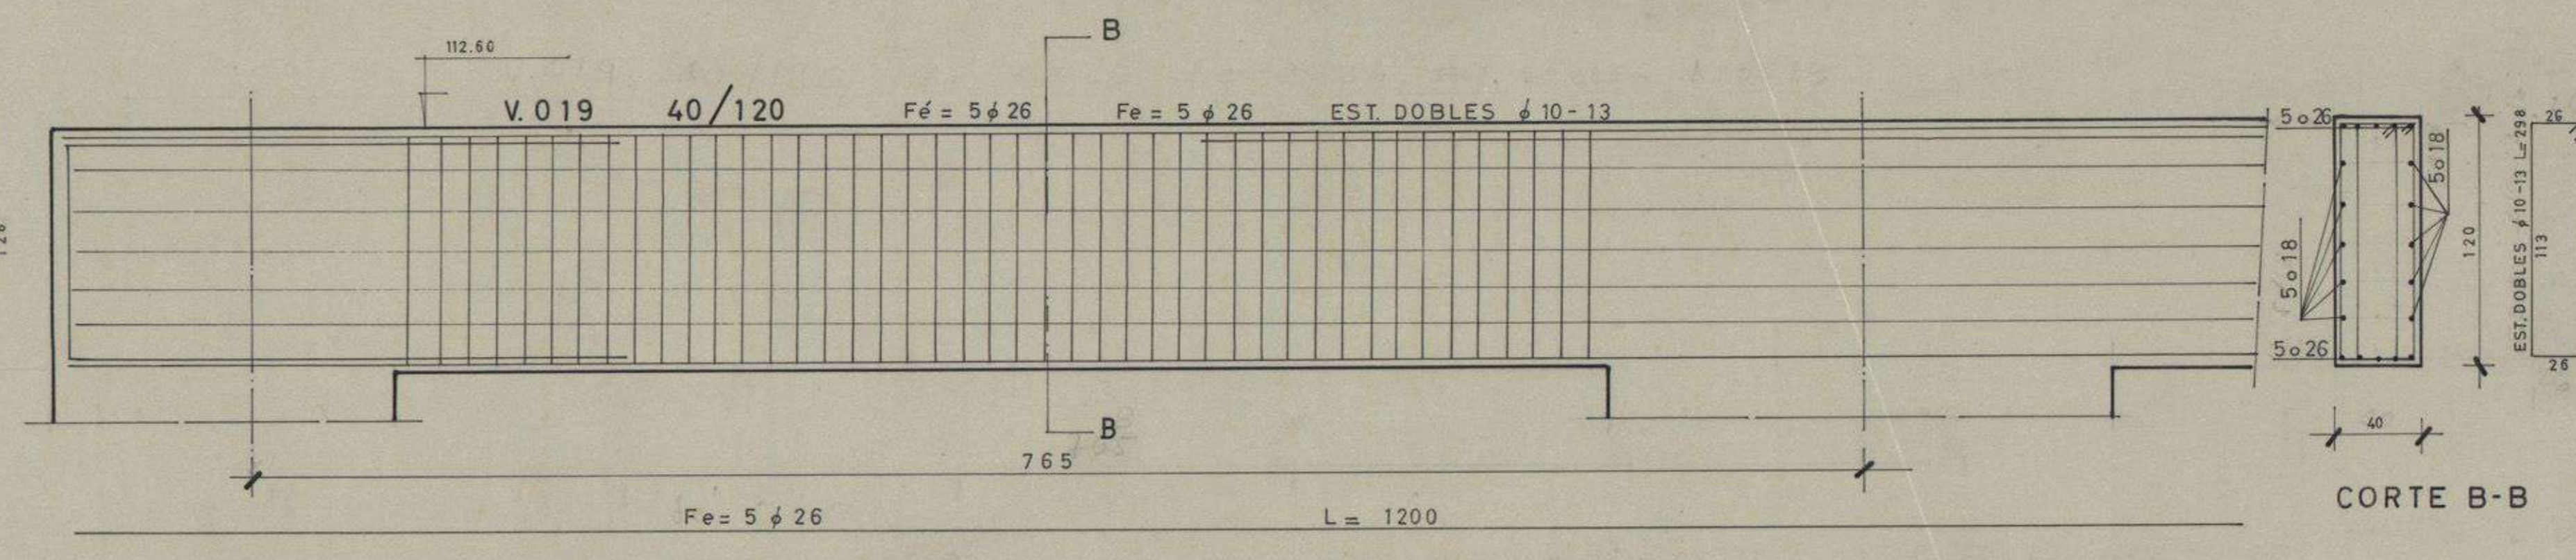 B
112.60
V. 019 40/120 Fé = 5 ϕ 26 Fe = 5 ϕ 26 EST. DOBLES ϕ 10 - 13
5 o 26
5 o 18
5 o 18
5 o 26
120
EST. DOBLES ϕ 10 -13 L= 298
26
113
26
B
40
765
CORTE B-B
Fe= 5 ϕ 26 L= 1200